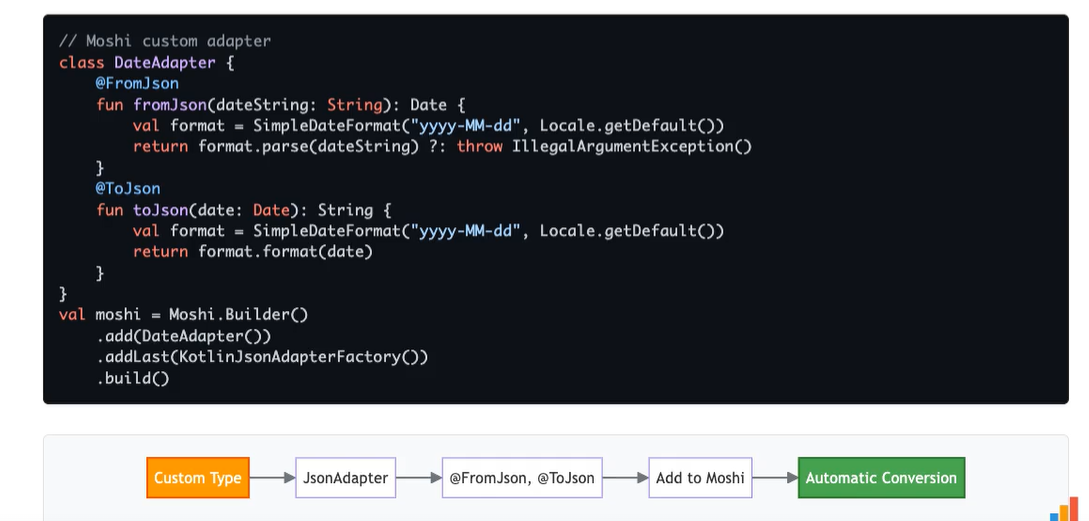 // Moshi custom adapter
class DateAdapter {
    @FromJson
    fun fromJson(dateString: String): Date {
        val format = SimpleDateFormat("yyyy-MM-dd", Locale.getDefault())
        return format.parse(dateString) ?: throw IllegalArgumentException()
    }
    @ToJson
    fun toJson(date: Date): String {
        val format = SimpleDateFormat("yyyy-MM-dd", Locale.getDefault())
        return format.format(date)
    }
}
val moshi = Moshi.Builder()
    .add(DateAdapter())
    .addLast(KotlinJsonAdapterFactory())
    .build()
Custom Type
JsonAdapter
@FromJson, @ToJson
Add to Moshi
Automatic Conversion